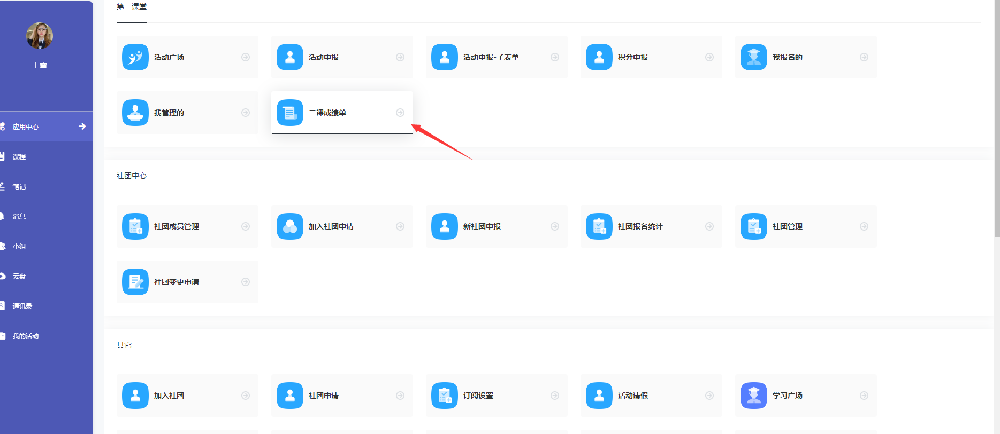 王雪
应用中心
课程
笔记
消息
小组
云盘
通讯录
我的活动
第二课堂
活动广场
活动申报
活动申报-子表单
积分申报
我报名的
我管理的
二课成绩单
社团中心
社团成员管理
加入社团申请
新社团申报
社团报名统计
社团管理
社团变更申请
其它
加入社团
社团申请
订阅设置
活动请假
学习广场